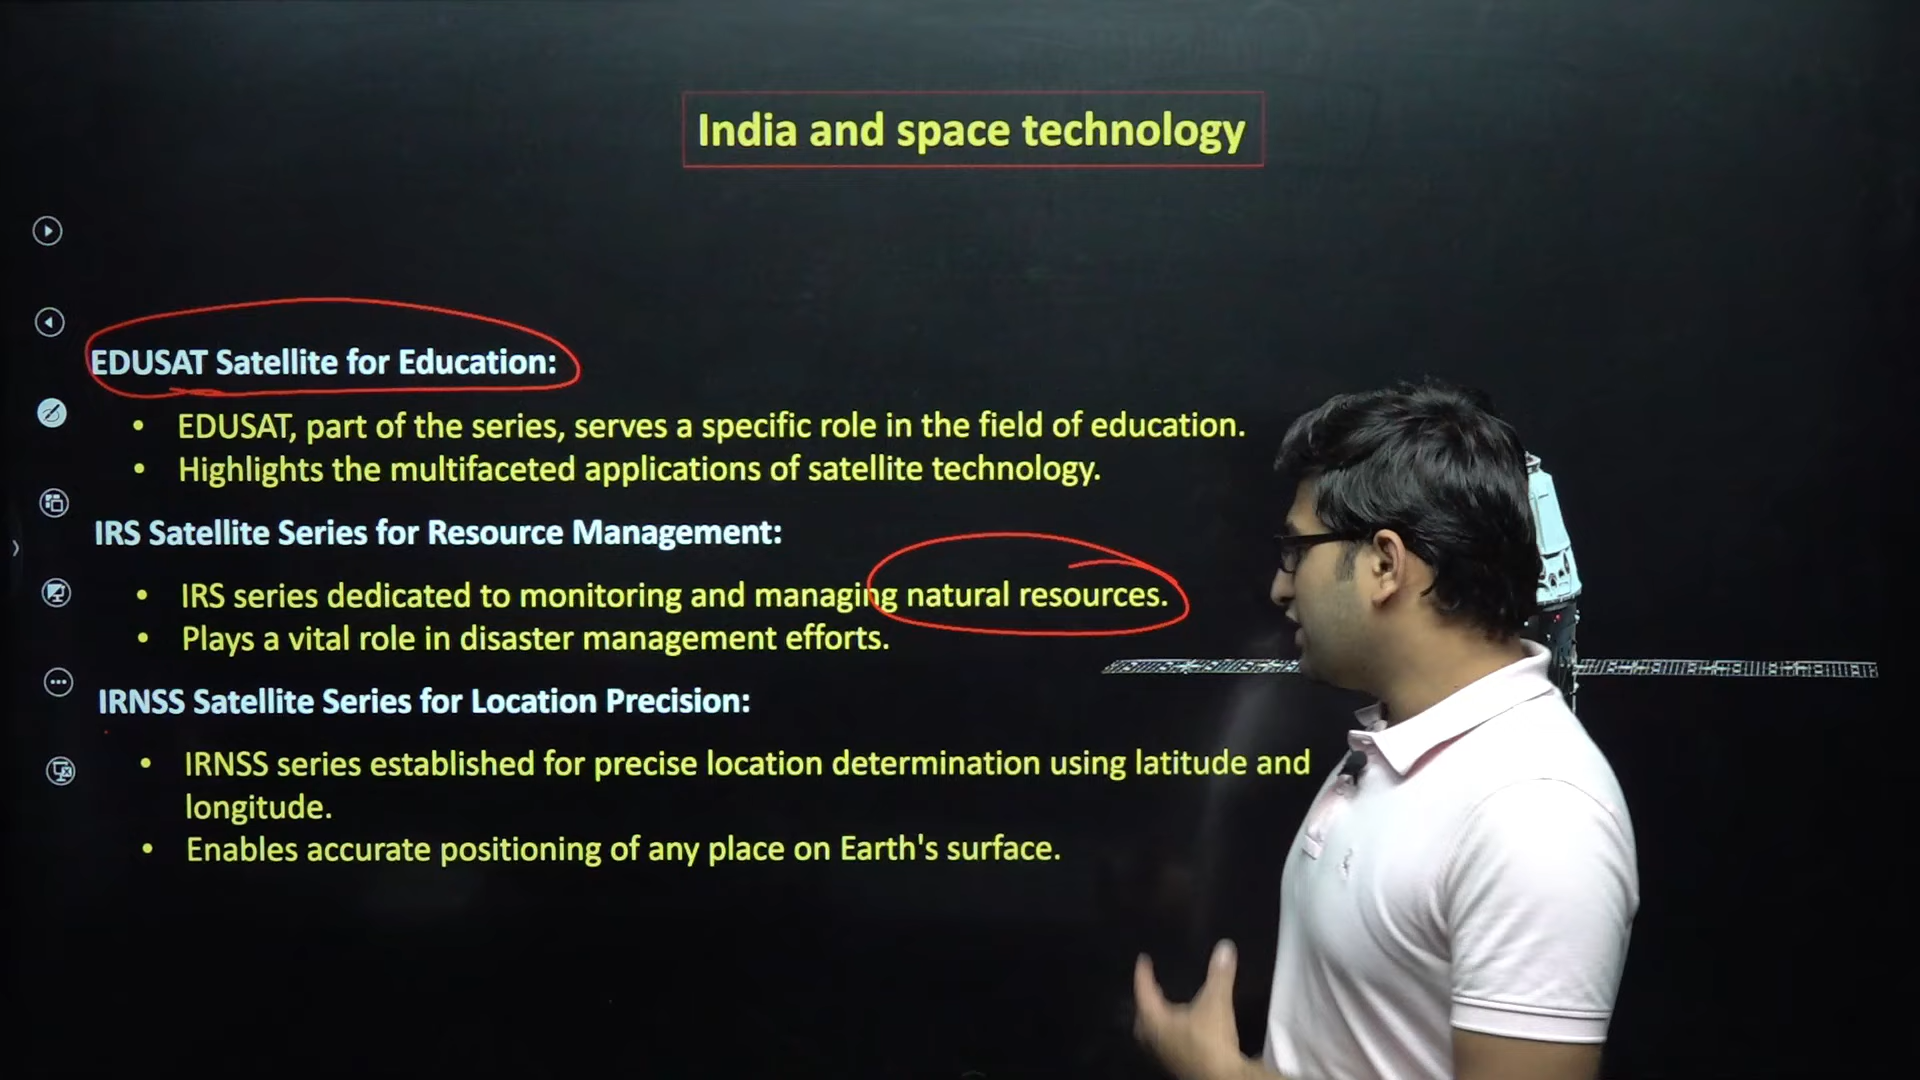 India and space technology
EDUSAT Satellite for Education:
• EDUSAT, part of the series, serves a specific role in the field of education.
• Highlights the multifaceted applications of satellite technology.
IRS Satellite Series for Resource Management:
• IRS series dedicated to monitoring and managing natural resources.
• Plays a vital role in disaster management efforts.
IRNSS Satellite Series for Location Precision:
• IRNSS series established for precise location determination using latitude and
longitude.
• Enables accurate positioning of any place on Earth's surface.